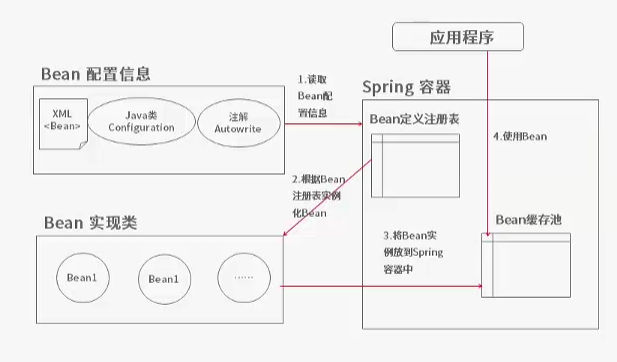 应用程序
Bean 配置信息
XML
<Bean>
Java类
Configuration
注解
Autowrite
1.读取
Bean配
置信息
Spring 容器
Bean定义注册表
4.使用Bean
2.根据Bean
注册表实例
化Bean
Bean 实现类
Bean1
Bean1
……
3.将Bean实
例放到Spring
容器中
Bean缓存池